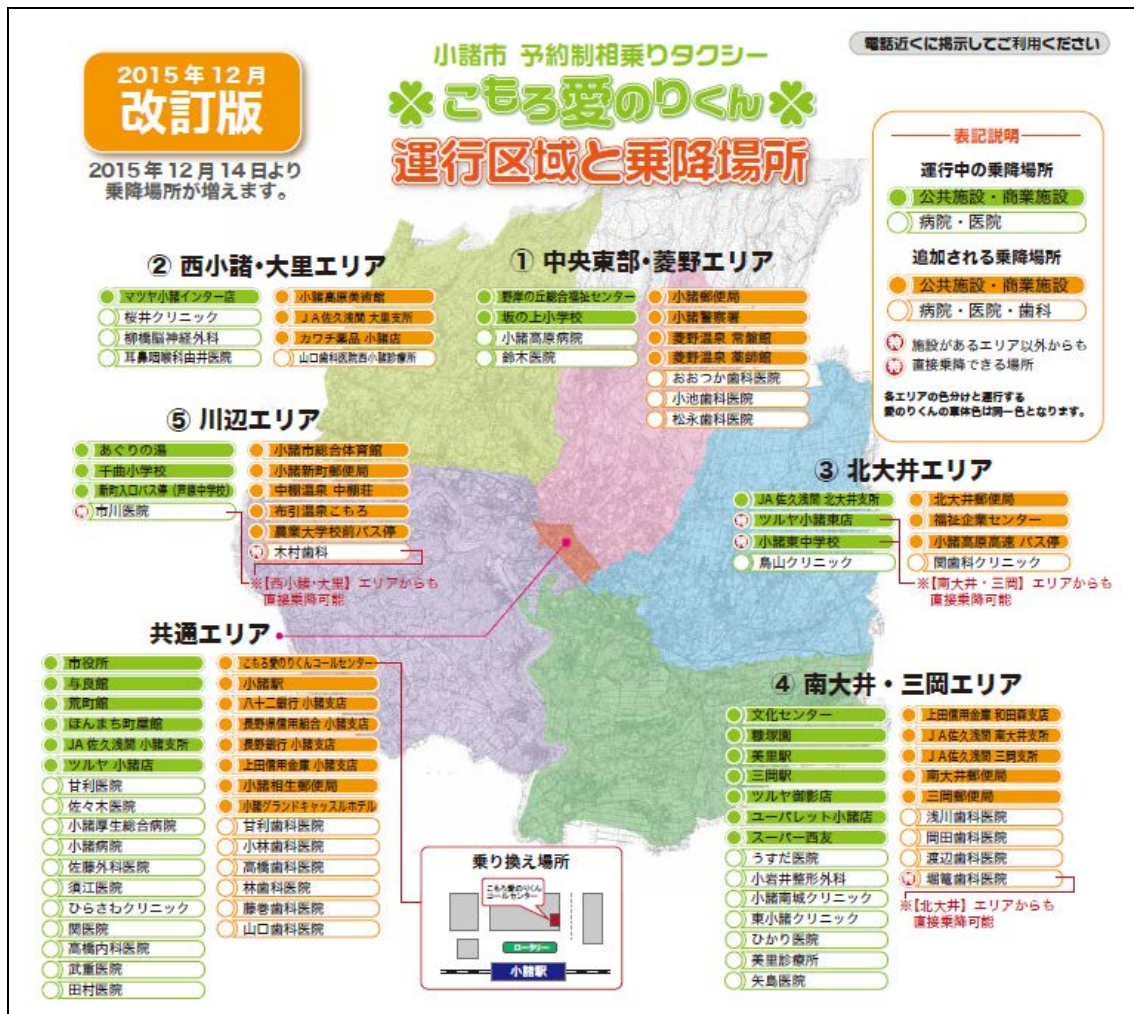 電話近くに掲示してご利用ください
2015年12月
改訂版
2015年12月14日より
乗降場所が増えます。
小諸市 予約制相乗りタクシー
こもろ愛のりくん
運行区域と乗降場所
表記説明
運行中の乗降場所
公共施設・商業施設
病院・医院
追加される乗降場所
公共施設・商業施設
病院・医院・歯科
施設があるエリア以外からも
直接乗降できる場所
各エリアの色分けと運行する
愛のりくんの車体色は同一色となります。
② 西小諸・大里エリア
マツヤ小諸インター店
桜井クリニック
柳橋脳神経外科
耳鼻咽喉科由井医院
小諸高原美術館
JA佐久浅間 大里支所
カワチ薬品 小諸店
山口歯科医院西小諸診療所
① 中央東部・菱野エリア
野岸の丘総合福祉センター
坂の上小学校
小諸高原病院
鈴木医院
小諸郵便局
小諸警察署
菱野温泉 常盤館
菱野温泉 薬師館
おおつか歯科医院
小池歯科医院
松永歯科医院
⑤ 川辺エリア
あぐりの湯
千曲小学校
新町入口バス停(芦原中学校)
市川医院
小諸市総合体育館
小諸新町郵便局
中棚温泉 中棚荘
布引温泉こもろ
農業大学校前バス停
木村歯科
※【西小諸・大里】エリアからも
直接乗降可能
③ 北大井エリア
JA佐久浅間 北大井支所
ツルヤ小諸東店
小諸東中学校
鳥山クリニック
北大井郵便局
福祉企業センター
小諸高原高速 バス停
関歯科クリニック
※【南大井・三岡】エリアからも
直接乗降可能
共通エリア
市役所
与良館
荒町館
ほんまち町屋館
JA佐久浅間 小諸支所
ツルヤ 小諸店
甘利医院
佐々木医院
小諸厚生総合病院
小諸病院
佐藤外科医院
須江医院
ひらさわクリニック
関医院
高橋内科医院
武重医院
田村医院
こもろ愛のりくんコールセンター
小諸駅
八十二銀行 小諸支店
長野県信用組合 小諸支店
長野銀行 小諸支店
上田信用金庫 小諸支店
小諸相生郵便局
小諸グランドキャッスルホテル
甘利歯科医院
小林歯科医院
高橋歯科医院
林歯科医院
藤巻歯科医院
山口歯科医院
乗り換え場所
こもろ愛のりくん
コールセンター
ロータリー
小諸駅
④ 南大井・三岡エリア
文化センター
糠塚園
美里駅
三岡駅
ツルヤ御影店
ユーパレット小諸店
スーパー西友
うすだ医院
小岩井整形外科
小諸南城クリニック
東小諸クリニック
ひかり医院
美里診療所
矢島医院
上田信用金庫 和田森支店
JA佐久浅間 南大井支所
JA佐久浅間 三岡支所
南大井郵便局
三岡郵便局
浅川歯科医院
岡田歯科医院
渡辺歯科医院
堀篭歯科医院
※【北大井】エリアからも
直接乗降可能